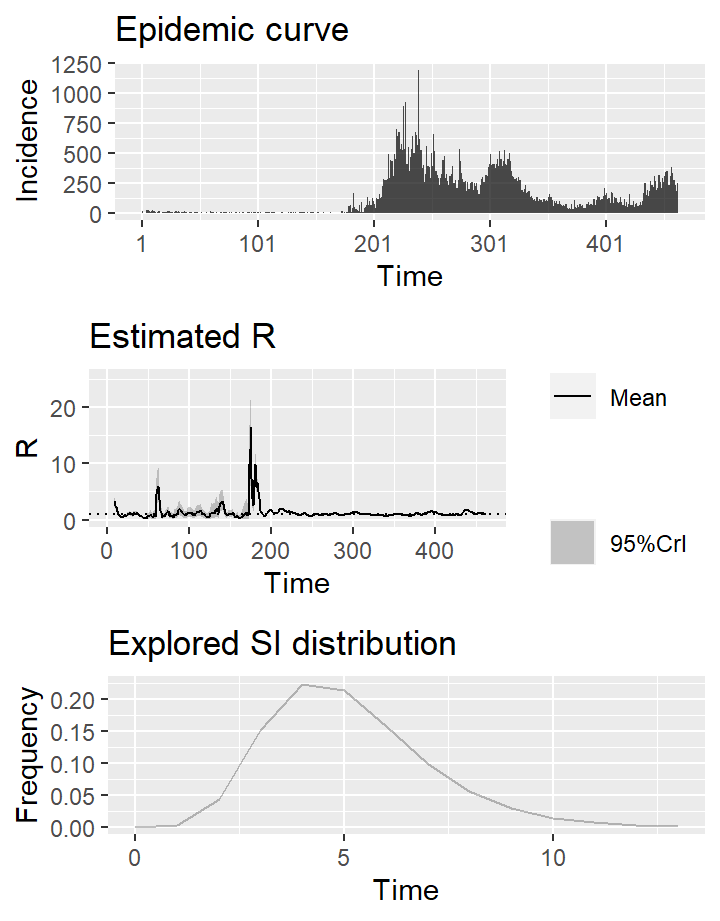 Epidemic curve
1250
1000
750
500
250
0
Incidence
1 101 201 301 401
Time
Estimated R
20
10
0
R
0 100 200 300 400
Time
Mean
95%CrI
Explored SI distribution
0.20
0.15
0.10
0.05
0.00
Frequency
0 5 10
Time